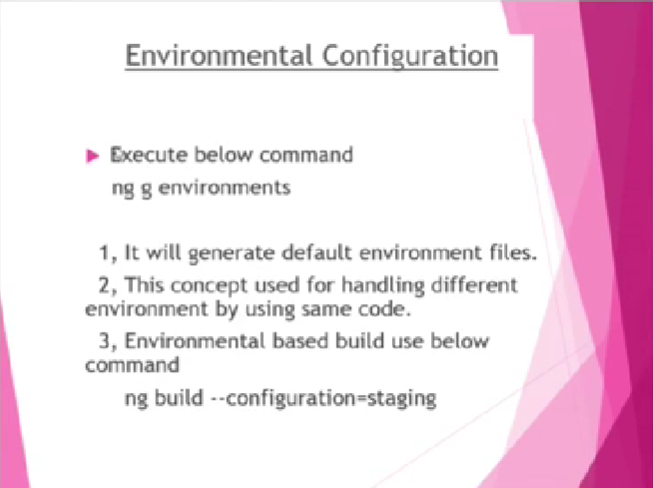 Environmental Configuration
Execute below command
ng g environments
1, It will generate default environment files.
2, This concept used for handling different
environment by using same code.
3, Environmental based build use below
command
ng build --configuration=staging